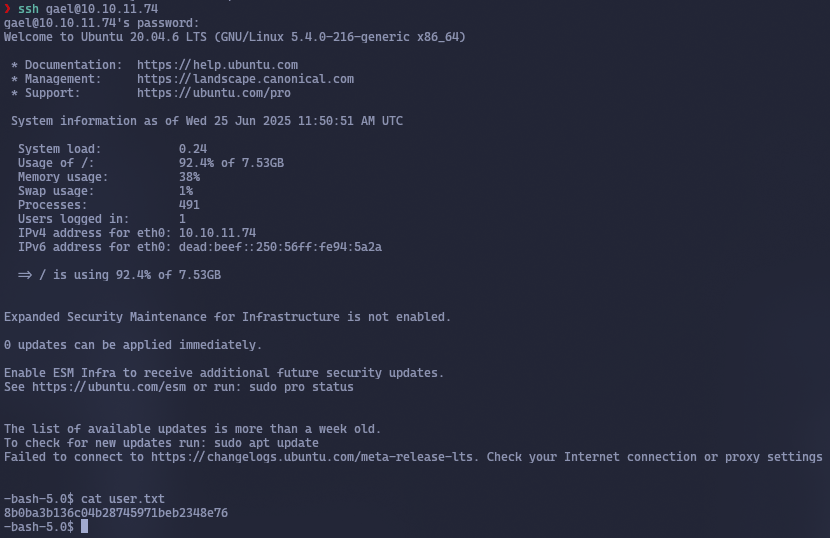 ❯ ssh gael@10.10.11.74
gael@10.10.11.74's password:
Welcome to Ubuntu 20.04.6 LTS (GNU/Linux 5.4.0-216-generic x86_64)
* Documentation:  https://help.ubuntu.com
* Management:     https://landscape.canonical.com
* Support:        https://ubuntu.com/pro
System information as of Wed 25 Jun 2025 11:50:51 AM UTC
System load:           0.24
Usage of /:            92.4% of 7.53GB
Memory usage:          38%
Swap usage:            1%
Processes:             491
Users logged in:       1
IPv4 address for eth0: 10.10.11.74
IPv6 address for eth0: dead:beef::250:56ff:fe94:5a2a
=> / is using 92.4% of 7.53GB
Expanded Security Maintenance for Infrastructure is not enabled.
0 updates can be applied immediately.
Enable ESM Infra to receive additional future security updates.
See https://ubuntu.com/esm or run: sudo pro status
The list of available updates is more than a week old.
To check for new updates run: sudo apt update
Failed to connect to https://changelogs.ubuntu.com/meta-release-lts. Check your Internet connection or proxy settings
-bash-5.0$ cat user.txt
8b0ba3b136c04b28745971beb2348e76
-bash-5.0$